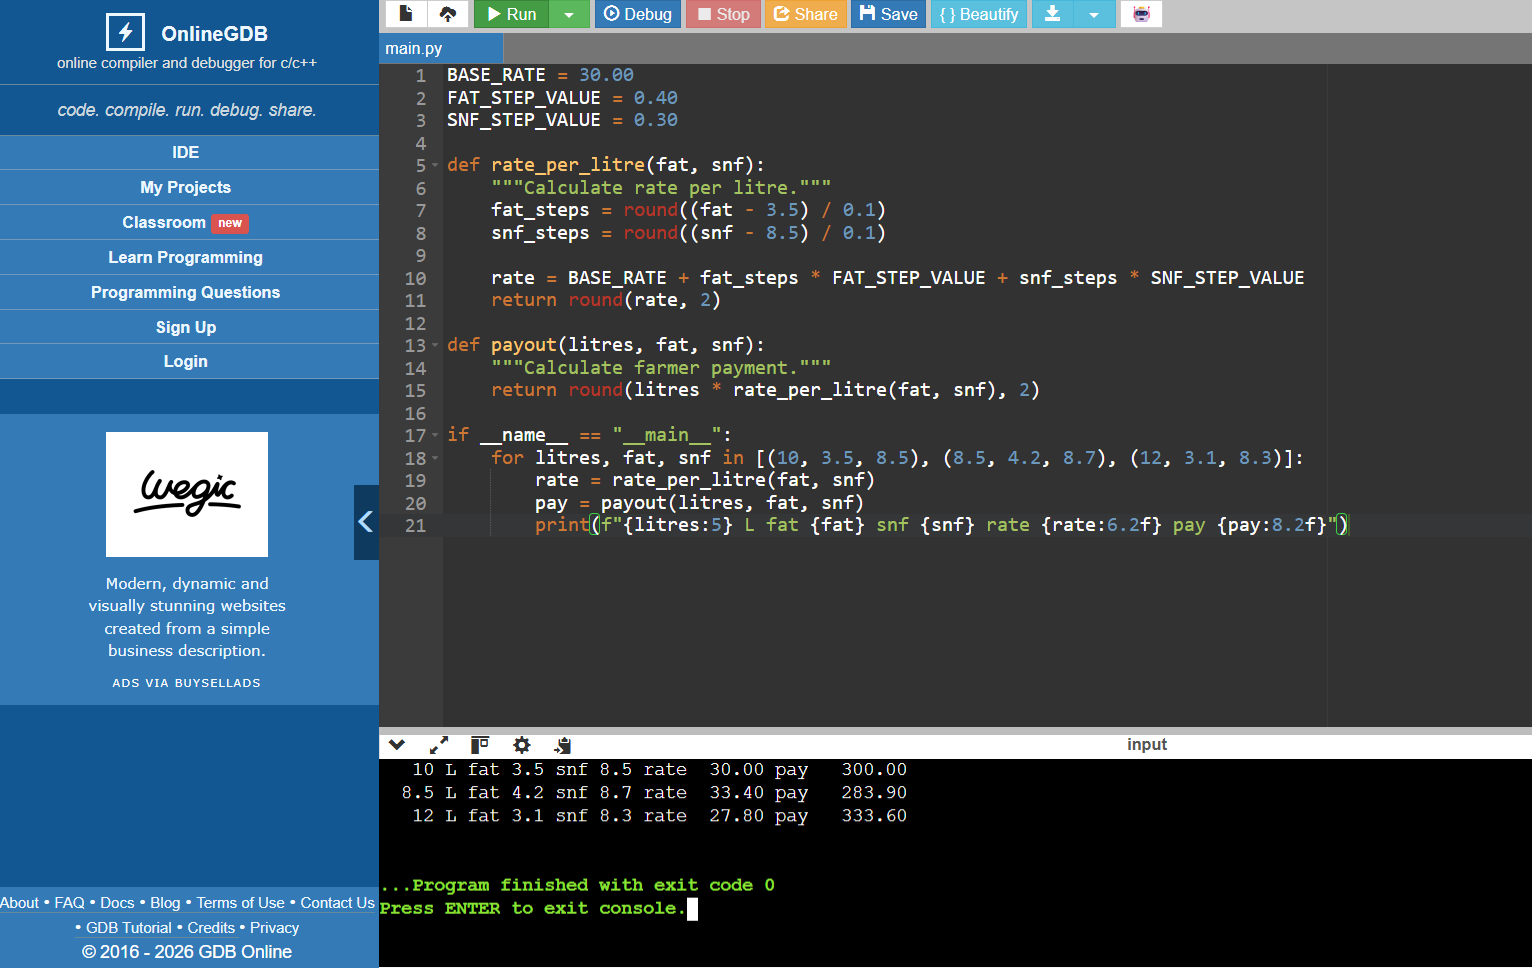 OnlineGDB
online compiler and debugger for c/c++
code. compile. run. debug. share.
IDE
My Projects
Classroom new
Learn Programming
Programming Questions
Sign Up
Login
wegic
Modern, dynamic and
visually stunning websites
created from a simple
business description.
ADS VIA BUYSELLADS
About • FAQ • Docs • Blog • Terms of Use • Contact Us
• GDB Tutorial • Credits • Privacy
© 2016 - 2026 GDB Online
Run Debug Stop Share Save { } Beautify
main.py
1 BASE_RATE = 30.00
2 FAT_STEP_VALUE = 0.40
3 SNF_STEP_VALUE = 0.30
4
5 def rate_per_litre(fat, snf):
6     """Calculate rate per litre."""
7     fat_steps = round((fat - 3.5) / 0.1)
8     snf_steps = round((snf - 8.5) / 0.1)
9
10     rate = BASE_RATE + fat_steps * FAT_STEP_VALUE + snf_steps * SNF_STEP_VALUE
11     return round(rate, 2)
12
13 def payout(litres, fat, snf):
14     """Calculate farmer payment."""
15     return round(litres * rate_per_litre(fat, snf), 2)
16
17 if __name__ == "__main__":
18     for litres, fat, snf in [(10, 3.5, 8.5), (8.5, 4.2, 8.7), (12, 3.1, 8.3)]:
19         rate = rate_per_litre(fat, snf)
20         pay = payout(litres, fat, snf)
21         print(f"{litres:5} L fat {fat} snf {snf} rate {rate:6.2f} pay {pay:8.2f}")
input
   10 L fat 3.5 snf 8.5 rate  30.00 pay   300.00
  8.5 L fat 4.2 snf 8.7 rate  33.40 pay   283.90
   12 L fat 3.1 snf 8.3 rate  27.80 pay   333.60
...Program finished with exit code 0
Press ENTER to exit console.